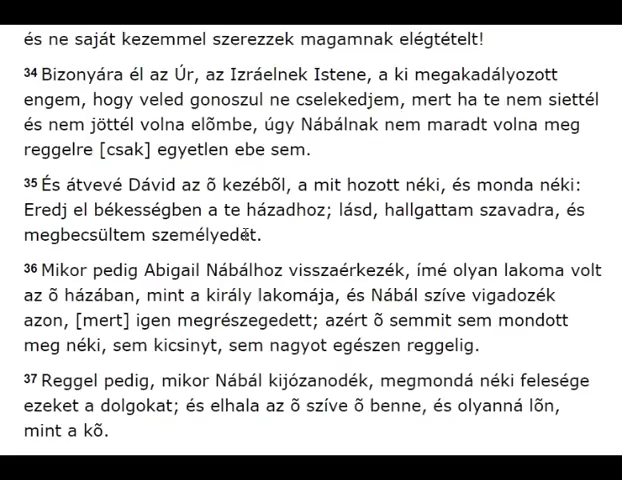 és ne saját kezemmel szerezzek magamnak elégtételt!
34 Bizonyára él az Úr, az Izráelnek Istene, a ki megakadályozott
engem, hogy veled gonoszul ne cselekedjem, mert ha te nem siettél
és nem jöttél volna elõmbe, úgy Nábálnak nem maradt volna meg
reggelre [csak] egyetlen ebe sem.
35 És átvevé Dávid az õ kezébõl, a mit hozott néki, és monda néki:
Eredj el békességben a te házadhoz; lásd, hallgattam szavadra, és
megbecsültem személyedet.
36 Mikor pedig Abigail Nábálhoz visszaérkezék, ímé olyan lakoma volt
az õ házában, mint a király lakomája, és Nábál szíve vigadozék
azon, [mert] igen megrészegedett; azért õ semmit sem mondott
meg néki, sem kicsinyt, sem nagyot egészen reggelig.
37 Reggel pedig, mikor Nábál kijózanodék, megmondá néki felesége
ezeket a dolgokat; és elhala az õ szíve õ benne, és olyanná lõn,
mint a kõ.